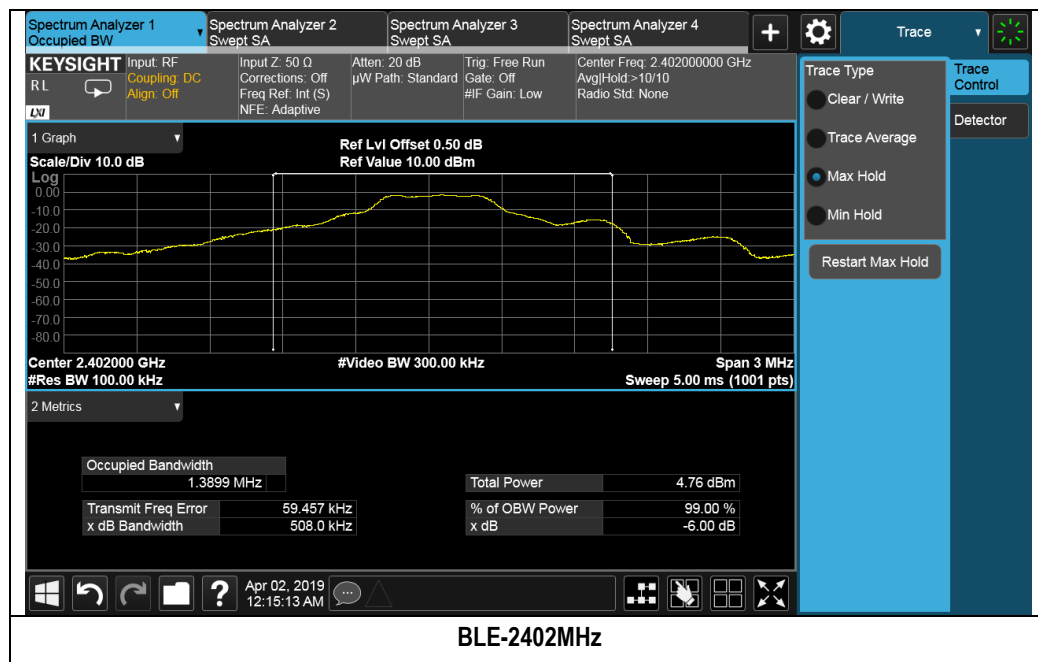 Spectrum Analyzer 1
Occupied BW
Spectrum Analyzer 2
Swept SA
Spectrum Analyzer 3
Swept SA
Spectrum Analyzer 4
Swept SA
+
Trace
KEYSIGHT
RL
LXI
Input: RF
Coupling: DC
Align: Off
Input Z: 50 Ω
Corrections: Off
Freq Ref: Int (S)
NFE: Adaptive
Atten: 20 dB
µW Path: Standard
Trig: Free Run
Gate: Off
#IF Gain: Low
Center Freq: 2.402000000 GHz
Avg|Hold:>10/10
Radio Std: None
Trace Type
Clear / Write
Trace Average
Max Hold
Min Hold
Restart Max Hold
Trace
Control
Detector
1 Graph
Scale/Div 10.0 dB
Ref Lvl Offset 0.50 dB
Ref Value 10.00 dBm
Log
0.00
-10.0
-20.0
-30.0
-40.0
-50.0
-60.0
-70.0
-80.0
Center 2.402000 GHz
#Res BW 100.00 kHz
#Video BW 300.00 kHz
Span 3 MHz
Sweep 5.00 ms (1001 pts)
2 Metrics
Occupied Bandwidth
1.3899 MHz
Transmit Freq Error 59.457 kHz
x dB Bandwidth 508.0 kHz
Total Power 4.76 dBm
% of OBW Power 99.00 %
x dB -6.00 dB
?
Apr 02, 2019
12:15:13 AM
BLE-2402MHz